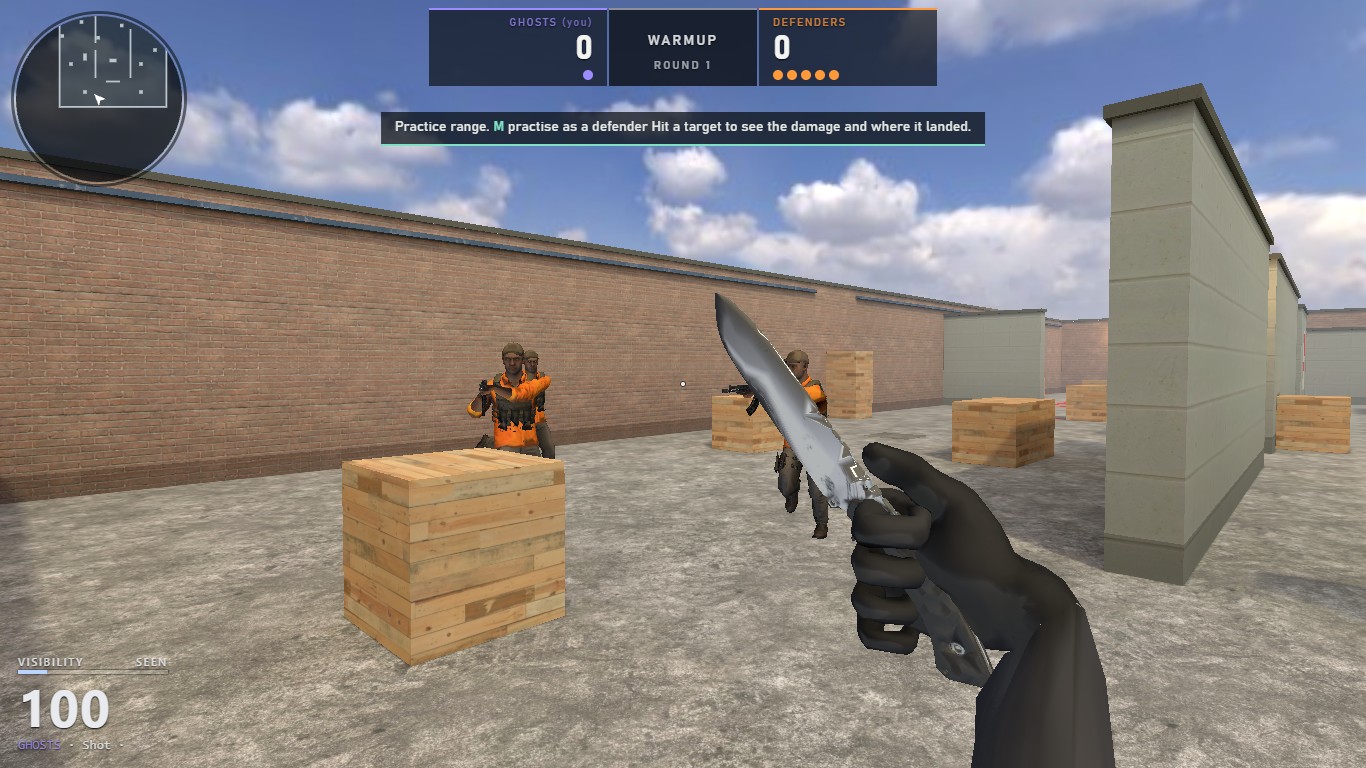 GHOSTS (you)
0
WARMUP
ROUND 1
DEFENDERS
0
Practice range. M practise as a defender Hit a target to see the damage and where it landed.
VISIBILITY SEEN
100
GHOSTS · Shot ·